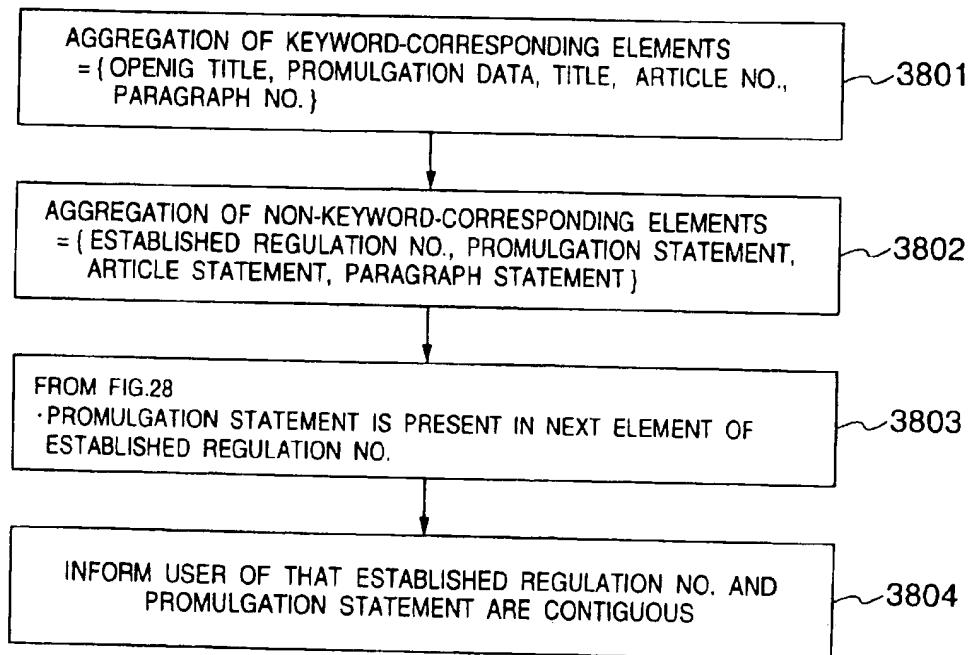 AGGREGATION OF KEYWORD-CORRESPONDING ELEMENTS
= { OPENIG TITLE, PROMULGATION DATA, TITLE, ARTICLE NO.,
PARAGRAPH NO. }
3801
AGGREGATION OF NON-KEYWORD-CORRESPONDING ELEMENTS
= { ESTABLISHED REGULATION NO., PROMULGATION STATEMENT,
ARTICLE STATEMENT, PARAGRAPH STATEMENT }
3802
FROM FIG.28
·PROMULGATION STATEMENT IS PRESENT IN NEXT ELEMENT OF
ESTABLISHED REGULATION NO.
3803
INFORM USER OF THAT ESTABLISHED REGULATION NO. AND
PROMULGATION STATEMENT ARE CONTIGUOUS
3804